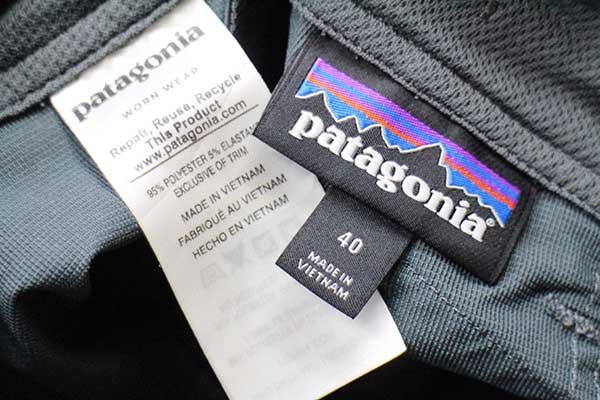 patagonia
WORN WEAR
Repair, Reuse, Recycle
This Product
www.patagonia.com
95% POLYESTER 5% ELASTANE
EXCLUSIVE OF TRIM
MADE IN VIETNAM
FABRIQUÉ AU VIETNAM
HECHO EN VIETNAM
patagonia®
40
MADE IN
VIETNAM